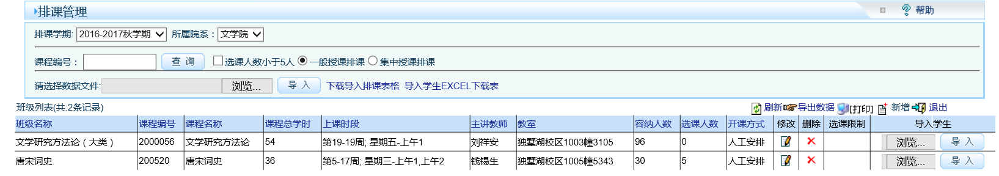 排课管理 帮助
排课学期: 2016-2017秋学期 所属院系： 文学院
课程编号： 查 询 选课人数小于5人 一般授课排课 集中授课排课
请选择数据文件: 浏览... 导 入 下载导入排课表格 导入学生EXCEL下载表
班级列表(共:2条记录) 刷新 导出数据 [打印] 新增 退出
班级名称 课程编号 课程名称 课程总学时 上课时段 主讲教师 教室 容纳人数 选课人数 开课方式 修改 删除 选课限制 导入学生
文学研究方法论（大类） 2000056 文学研究方法论 54 第19-19周; 星期五-上午1 刘祥安 独墅湖校区1003幢3105 96 0 人工安排 浏览... 导 入
唐宋词史 200520 唐宋词史 36 第5-17周; 星期三-上午1,上午2 钱锡生 独墅湖校区1005幢5343 30 5 人工安排 浏览... 导 入